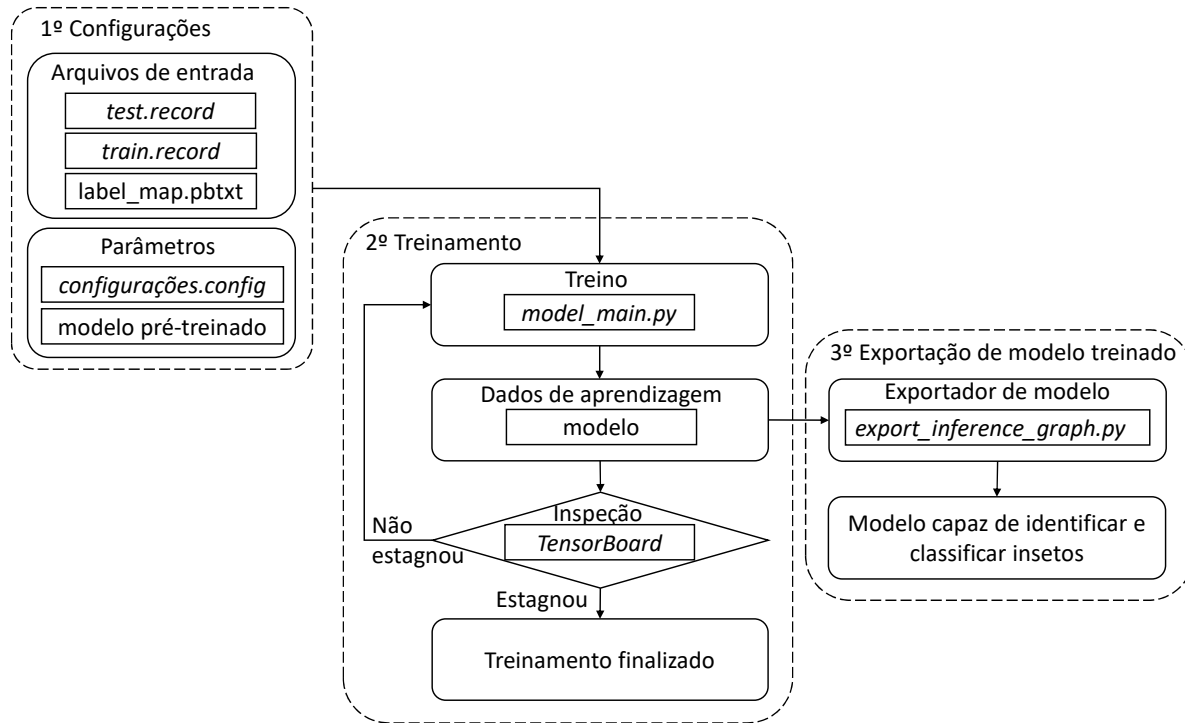 1º Configurações
Arquivos de entrada
test.record
train.record
label_map.pbtxt
Parâmetros
configurações.config
modelo pré-treinado
2º Treinamento
Treino
model_main.py
Dados de aprendizagem
modelo
Inspeção
TensorBoard
Não
estagnou
Estagnou
Treinamento finalizado
3º Exportação de modelo treinado
Exportador de modelo
export_inference_graph.py
Modelo capaz de identificar e
classificar insetos